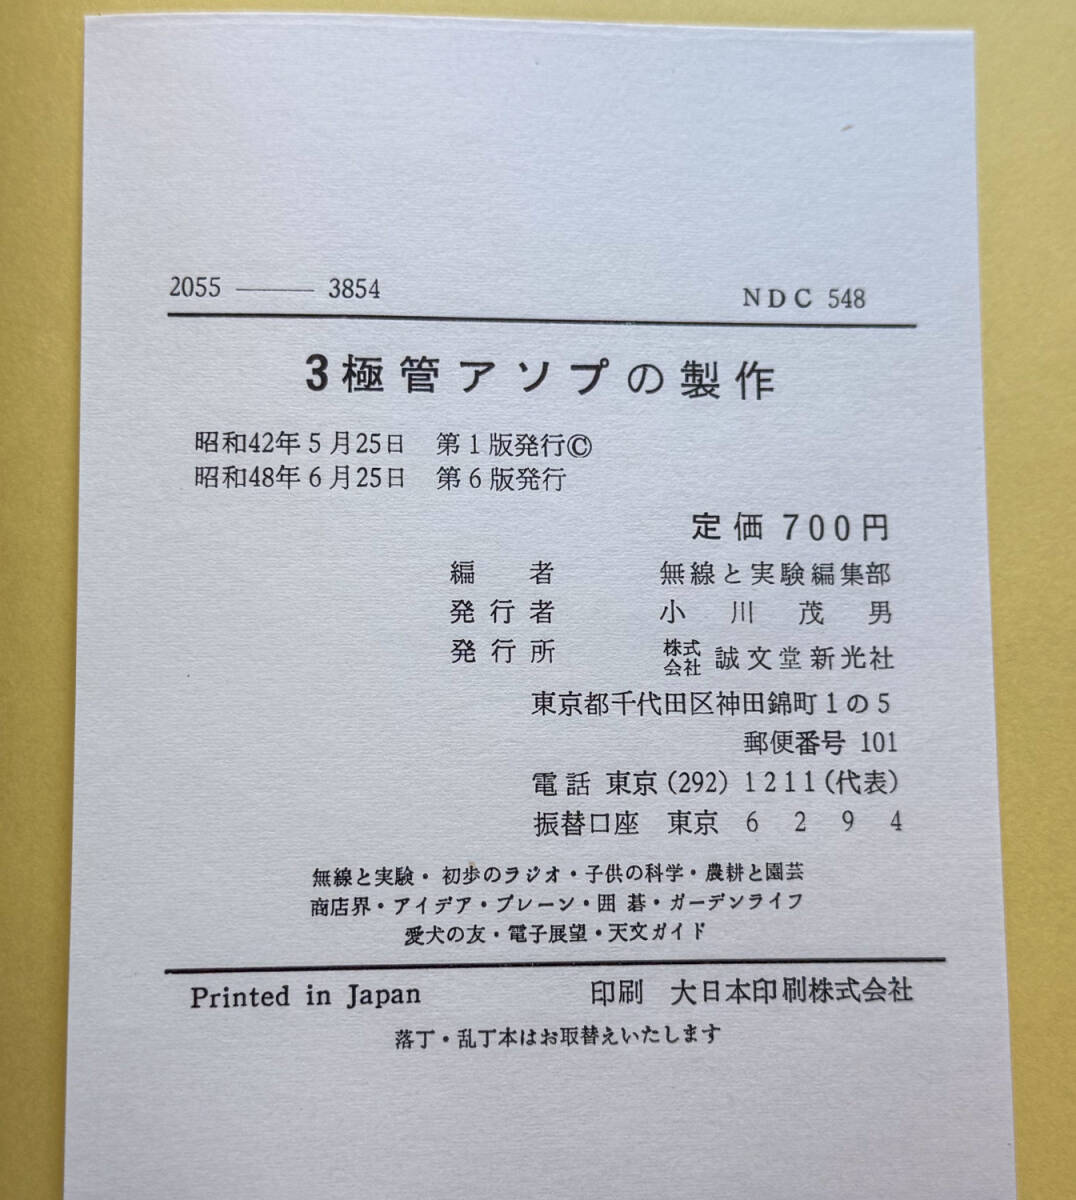 2055 —— 3854 NDC 548
3極管アンプの製作
昭和42年5月25日 第1版発行©
昭和48年6月25日 第6版発行
定価 700円
編者 無線と実験編集部
発行者 小川茂男
発行所 株式会社 誠文堂新光社
東京都千代田区神田錦町1の5
郵便番号 101
電話 東京(292) 1211(代表)
振替口座 東京 6294
無線と実験・初歩のラジオ・子供の科学・農耕と園芸
商店界・アイデア・ブレーン・囲碁・ガーデンライフ
愛犬の友・電子展望・天文ガイド
Printed in Japan 印刷 大日本印刷株式会社
落丁・乱丁本はお取替えいたします